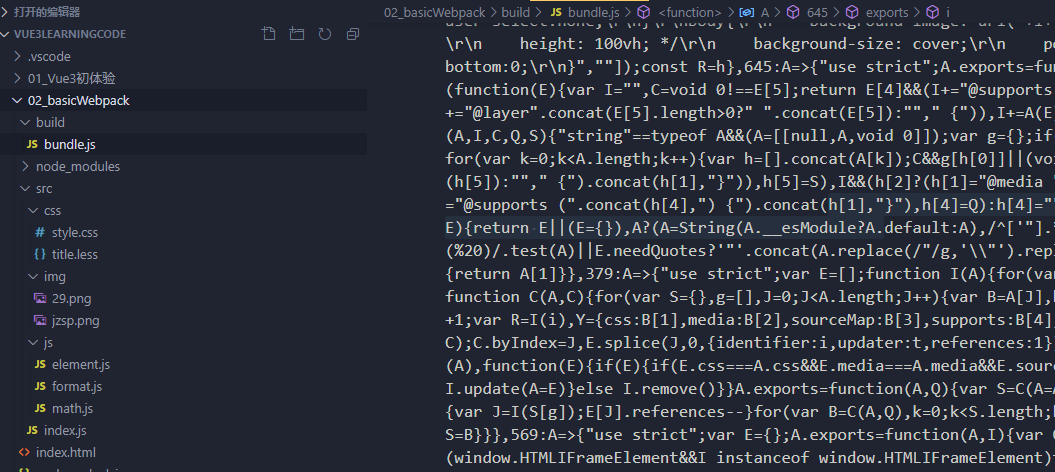 打开的编辑器
VUE3LEARNINGCODE
.vscode
01_Vue3初体验
02_basicWebpack
build
JS bundle.js
node_modules
src
css
# style.css
{} title.less
img
29.png
jzsp.png
js
JS element.js
JS format.js
JS math.js
JS index.js
<> index.html
02_basicWebpack > build > JS bundle.js > <function> > A > 645 > exports > i
\r\n    height: 100vh; */\r\n    background-size: cover;\r\n    po
bottom:0;\r\n}",""]);const R=h},645:A=>{"use strict";A.exports=fun
(function(E){var I="",C=void 0!==E[5];return E[4]&&(I+="@supports
+="@layer".concat(E[5].length>0?" ".concat(E[5]):""," {")),I+=A(E
(A,I,C,Q,S){"string"==typeof A&&(A=[[null,A,void 0]]);var g={};if
for(var k=0;k<A.length;k++){var h=[].concat(A[k]);C&&g[h[0]]||(voi
(h[5]):""," {").concat(h[1],"}")),h[5]=S),I&&(h[2]?(h[1]="@media "
="@supports (".concat(h[4],") {").concat(h[1],"}"),h[4]=Q):h[4]=""
E){return E||(E={}),A?(A=String(A.__esModule?A.default:A),/^['"].*
(%20)/.test(A)||E.needQuotes?'"'.concat(A.replace(/"/g,'\\"').repl
{return A[1]}},379:A=>{"use strict";var E=[];function I(A){for(var
function C(A,C){for(var S={},g=[],J=0;J<A.length;J++){var B=A[J],k
+1;var R=I(i),Y={css:B[1],media:B[2],sourceMap:B[3],supports:B[4],
C);C.byIndex=J,E.splice(J,0,{identifier:i,updater:t,references:1})
(A),function(E){if(E){if(E.css===A.css&&E.media===A.media&&E.sourc
I.update(A=E)}else I.remove()}}A.exports=function(A,Q){var S=C(A=A
{var J=I(S[g]);E[J].references--}for(var B=C(A,Q),k=0;k<S.length;k
S=B}}},569:A=>{"use strict";var E={};A.exports=function(A,I){var C
(window.HTMLIFrameElement&&I instanceof window.HTMLIFrameElement)t